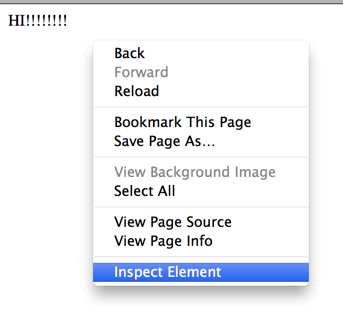 HI!!!!!!!!
Back
Forward
Reload
Bookmark This Page
Save Page As...
View Background Image
Select All
View Page Source
View Page Info
Inspect Element